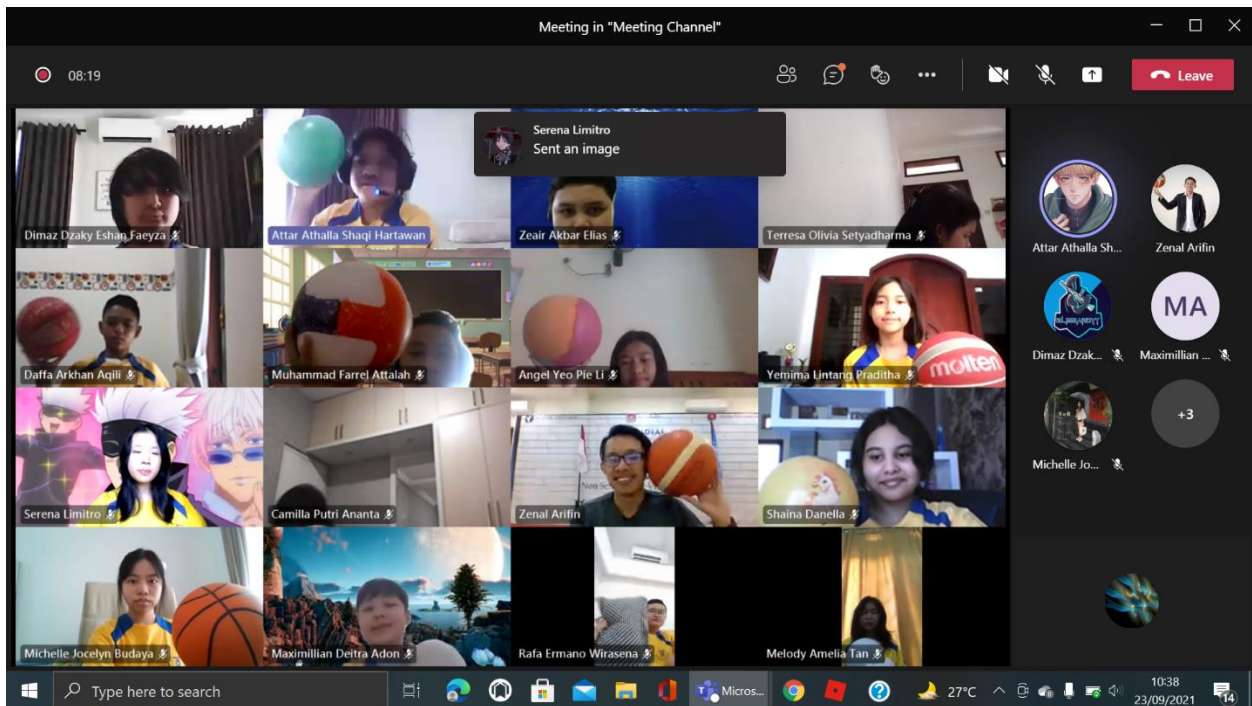 Meeting in "Meeting Channel"
08:19
Leave
Serena Limitro
Sent an image
Dimaz Dzaky Eshan Faeyza
Attar Athalla Shaqi Hartawan
Zeair Akbar Elias
Terresa Olivia Setyadharma
Attar Athalla Sh...
Zenal Arifin
Daffa Arkhan Aqili
Muhammad Farrel Attalah
Angel Yeo Pie Li
Yemima Lintang Praditha
molten
MA
Dimaz Dzak...
Maximillian ...
Serena Limitro
Camilla Putri Ananta
Zenal Arifin
Shaina Danella
Michelle Jo...
+3
Michelle Jocelyn Budaya
Maximillian Deitra Adon
Rafa Ermano Wirasena
Melody Amelia Tan
Type here to search
Micros...
27°C
10:38
23/09/2021
14